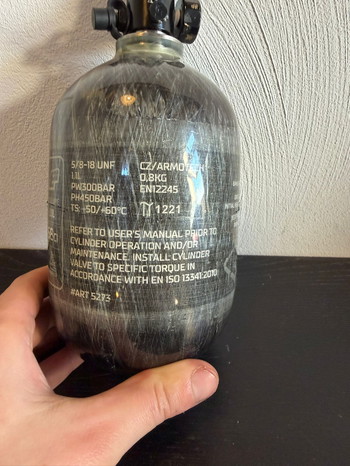 5/8-18 UNF
1.1L
PW300BAR
PH450BAR
TS:-50/+60°C
CZ/ARMOTECH
0,8KG
EN12245
1221
REFER TO USER'S MANUAL PRIOR TO
CYLINDER OPERATION AND/OR
MAINTENANCE. INSTALL CYLINDER
VALVE TO SPECIFIC TORQUE IN
ACCORDANCE WITH EN ISO 13341:2010
#ART 5273